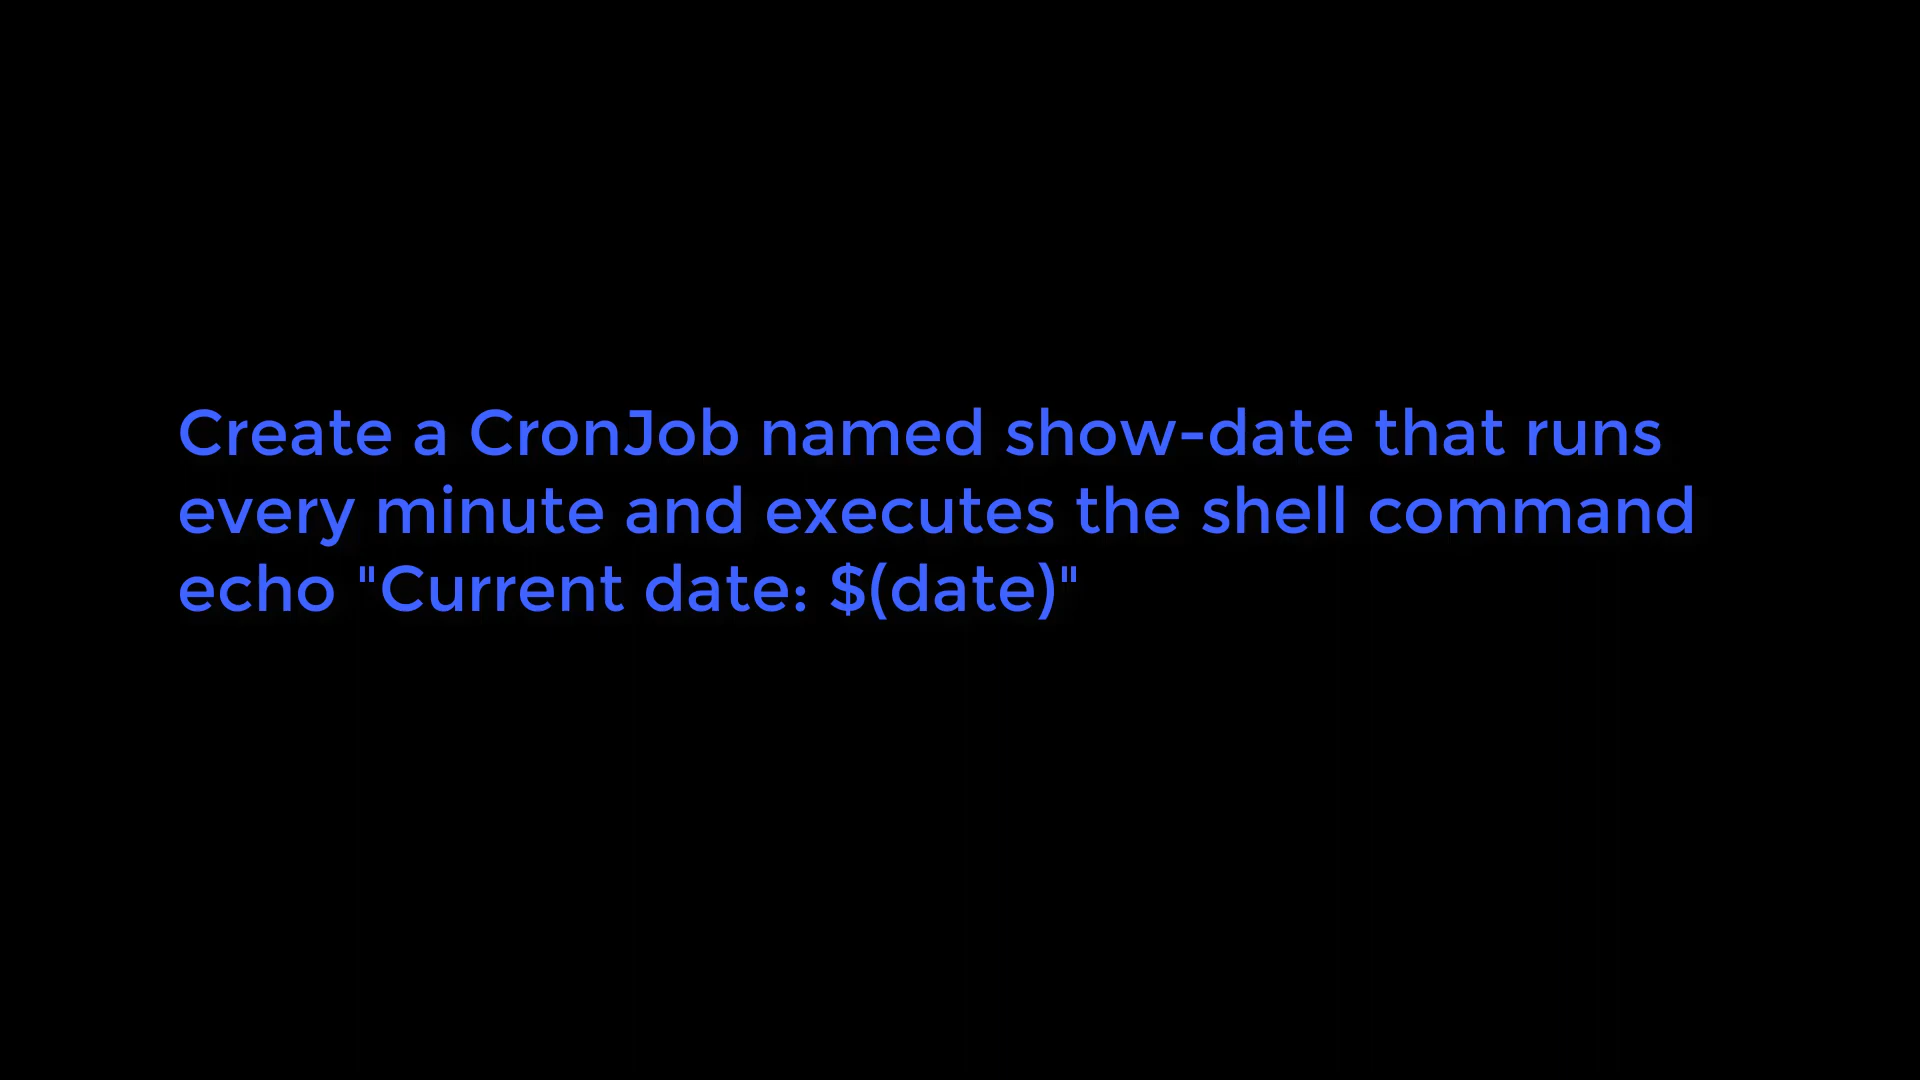 Create a CronJob named show-date that runs
every minute and executes the shell command
echo "Current date: $(date)"